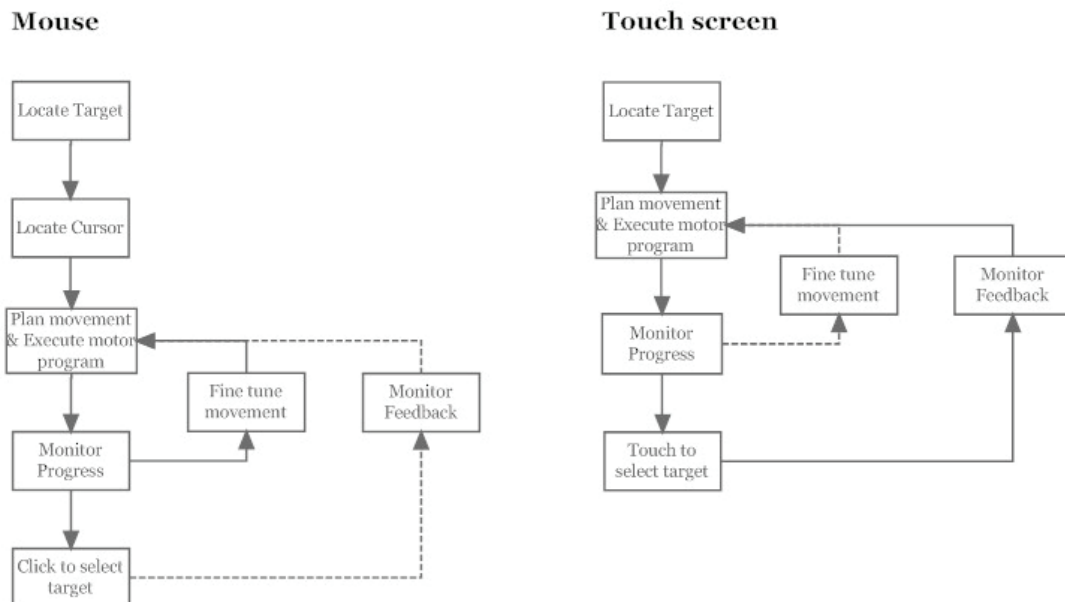 Mouse
Locate Target
Locate Cursor
Plan movement
& Execute motor
program
Fine tune
movement
Monitor
Feedback
Monitor
Progress
Click to select
target
Touch screen
Locate Target
Plan movement
& Execute motor
program
Fine tune
movement
Monitor
Feedback
Monitor
Progress
Touch to
select target